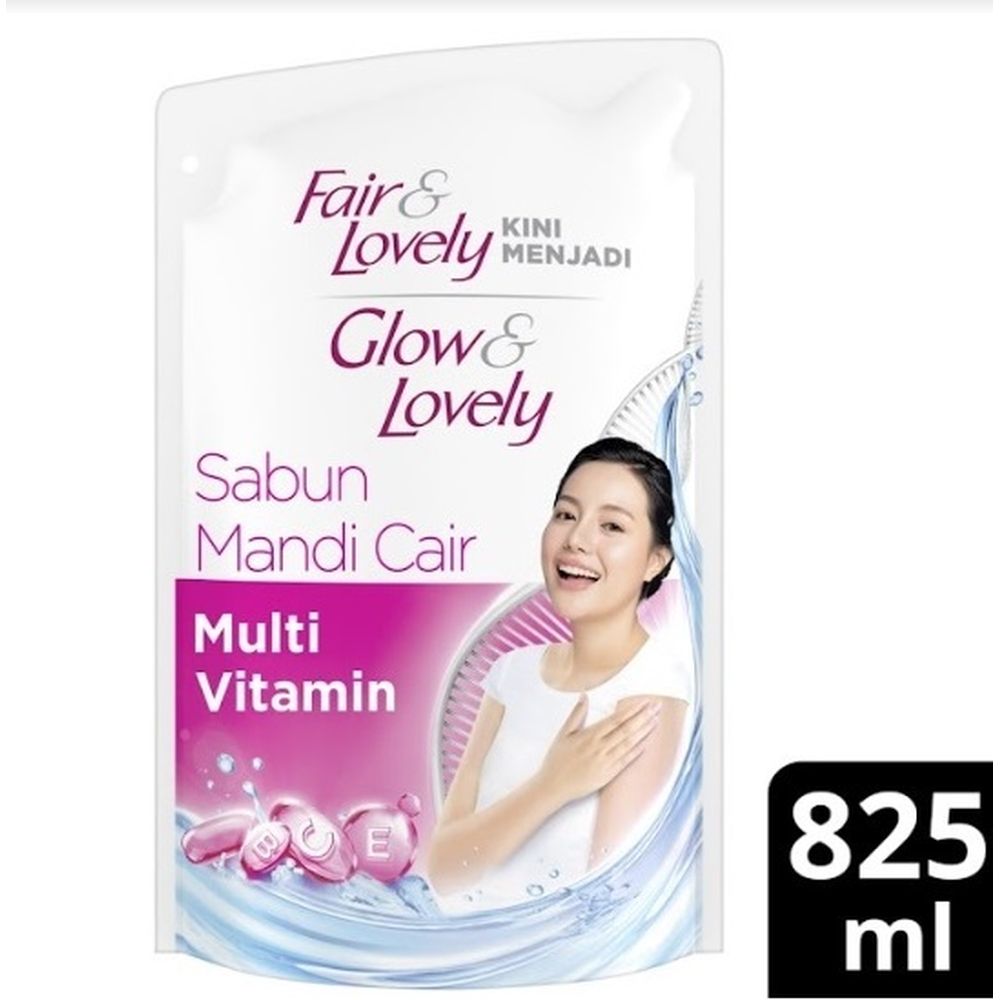 Fair &
Lovely
KINI
MENJADI
Glow &
Lovely
Sabun
Mandi Cair
Multi
Vitamin
B C E
825
ml